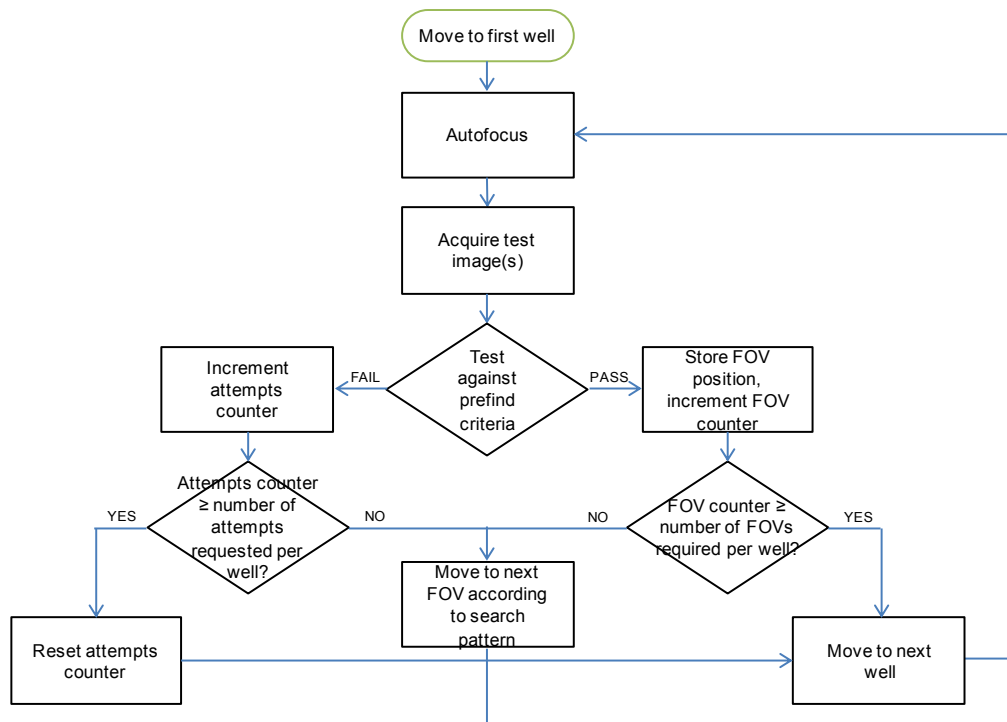 Move to first well
Autofocus
Acquire test
image(s)
Test
against
prefind
criteria
FAIL
PASS
Increment
attempts
counter
Store FOV
position,
increment FOV
counter
Attempts counter
≥ number of
attempts
requested per
well?
YES
NO
FOV counter ≥
number of FOVs
required per well?
NO
YES
Move to next
FOV according
to search
pattern
Reset attempts
counter
Move to next
well